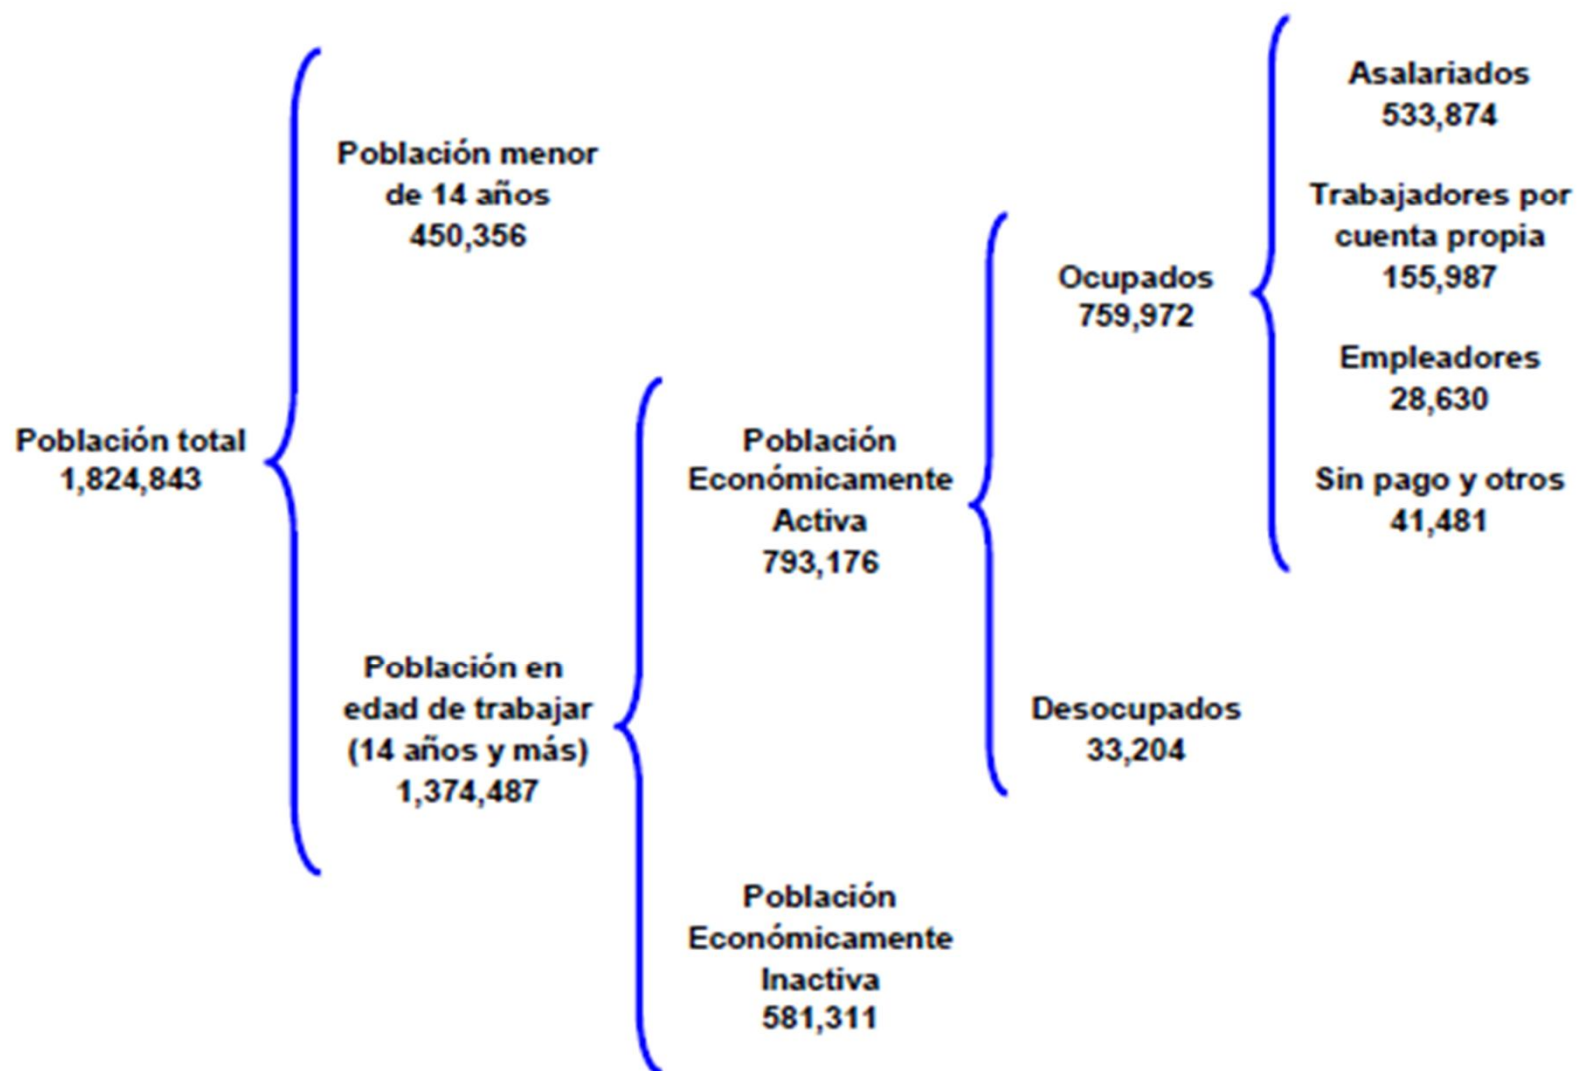 Población total
1,824,843
Población menor
de 14 años
450,356
Población en
edad de trabajar
(14 años y más)
1,374,487
Población
Económicamente
Activa
793,176
Población
Económicamente
Inactiva
581,311
Ocupados
759,972
Desocupados
33,204
Asalariados
533,874
Trabajadores por
cuenta propia
155,987
Empleadores
28,630
Sin pago y otros
41,481